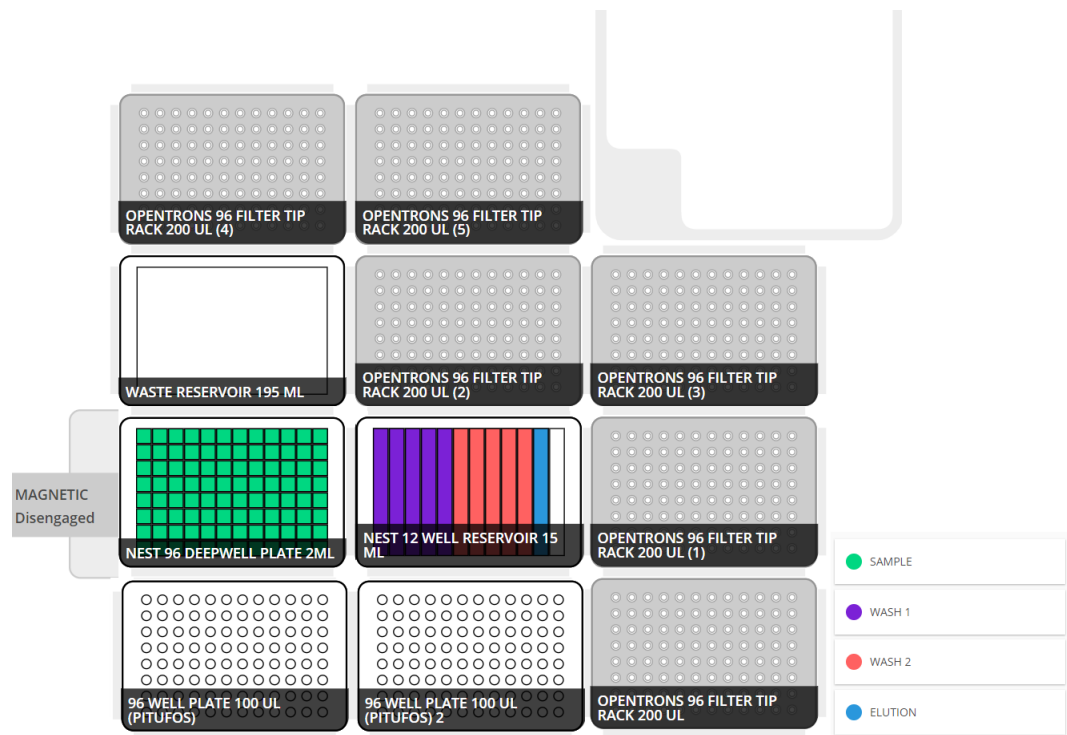 OPENTRONS 96 FILTER TIP
RACK 200 UL (4)
OPENTRONS 96 FILTER TIP
RACK 200 UL (5)
WASTE RESERVOIR 195 ML
OPENTRONS 96 FILTER TIP
RACK 200 UL (2)
OPENTRONS 96 FILTER TIP
RACK 200 UL (3)
MAGNETIC
Disengaged
NEST 96 DEEPWELL PLATE 2ML
NEST 12 WELL RESERVOIR 15
ML
OPENTRONS 96 FILTER TIP
RACK 200 UL (1)
96 WELL PLATE 100 UL
(PITUFOS)
96 WELL PLATE 100 UL
(PITUFOS) 2
OPENTRONS 96 FILTER TIP
RACK 200 UL
SAMPLE
WASH 1
WASH 2
ELUTION